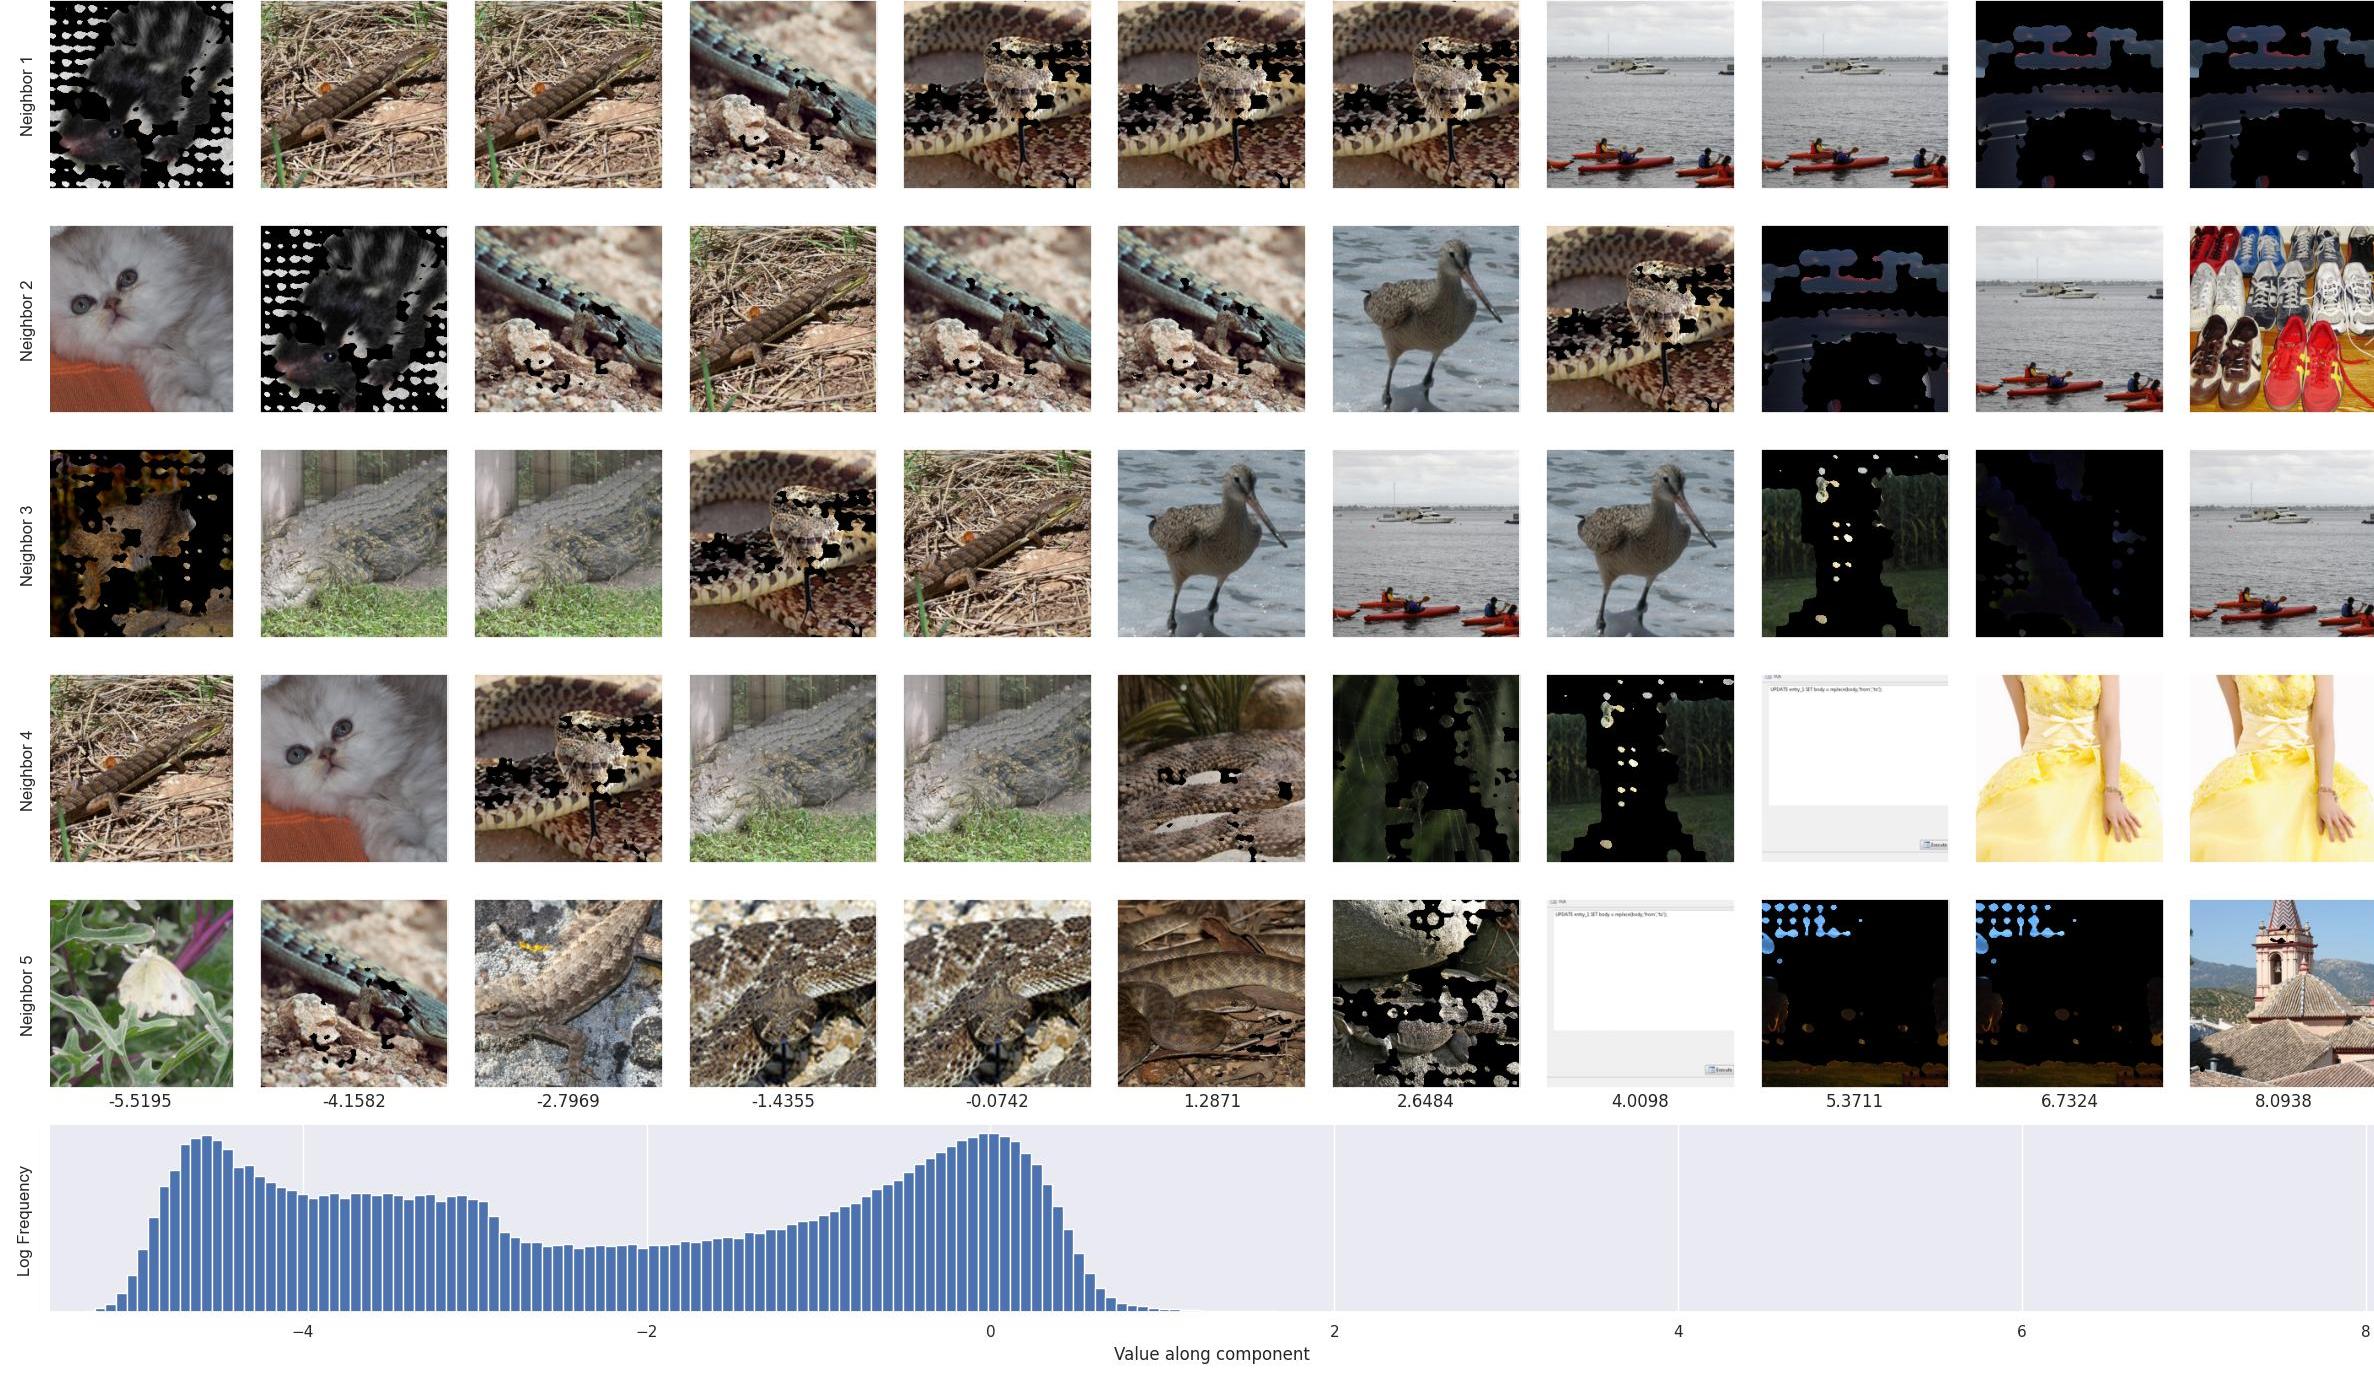 Neighbor 1
Neighbor 2
Neighbor 3
Neighbor 4
UPDATE entry_1 SET body = replace(body,'from','to');
Execute
Neighbor 5
UPDATE entry_1 SET body = replace(body,'from','to');
Execute
-5.5195 -4.1582 -2.7969 -1.4355 -0.0742 1.2871 2.6484 4.0098 5.3711 6.7324 8.0938
Log Frequency
−4 −2 0 2 4 6 8
Value along component